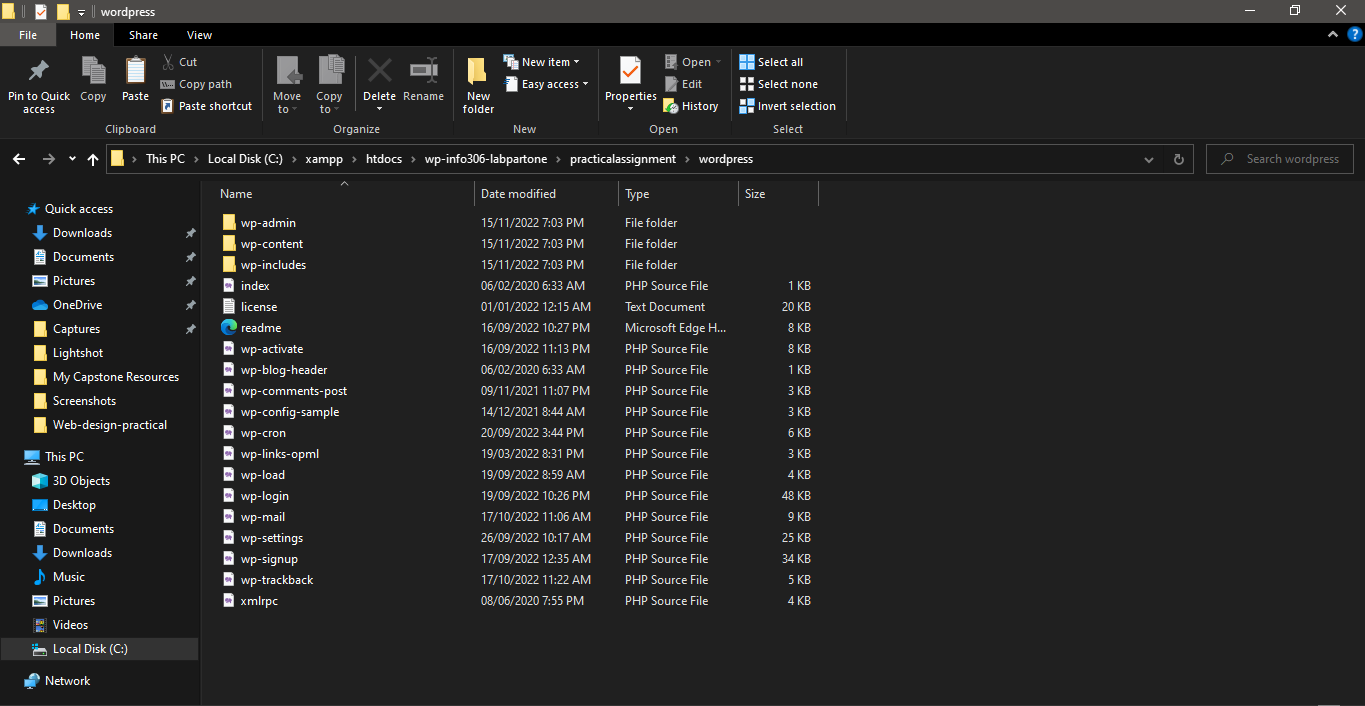 wordpress
File Home Share View
Pin to Quick access
Copy
Paste
Cut
Copy path
Paste shortcut
Clipboard
Move to
Copy to
Delete
Rename
Organize
New folder
New item
Easy access
New
Properties
Open
Edit
History
Open
Select all
Select none
Invert selection
Select
This PC > Local Disk (C:) > xampp > htdocs > wp-info306-labpartone > practicalassignment > wordpress
Search wordpress
Quick access
Downloads
Documents
Pictures
OneDrive
Captures
Lightshot
My Capstone Resources
Screenshots
Web-design-practical
This PC
3D Objects
Desktop
Documents
Downloads
Music
Pictures
Videos
Local Disk (C:)
Network
Name Date modified Type Size
wp-admin 15/11/2022 7:03 PM File folder
wp-content 15/11/2022 7:03 PM File folder
wp-includes 15/11/2022 7:03 PM File folder
index 06/02/2020 6:33 AM PHP Source File 1 KB
license 01/01/2022 12:15 AM Text Document 20 KB
readme 16/09/2022 10:27 PM Microsoft Edge H... 8 KB
wp-activate 16/09/2022 11:13 PM PHP Source File 8 KB
wp-blog-header 06/02/2020 6:33 AM PHP Source File 1 KB
wp-comments-post 09/11/2021 11:07 PM PHP Source File 3 KB
wp-config-sample 14/12/2021 8:44 AM PHP Source File 3 KB
wp-cron 20/09/2022 3:44 PM PHP Source File 6 KB
wp-links-opml 19/03/2022 8:31 PM PHP Source File 3 KB
wp-load 19/09/2022 8:59 AM PHP Source File 4 KB
wp-login 19/09/2022 10:26 PM PHP Source File 48 KB
wp-mail 17/10/2022 11:06 AM PHP Source File 9 KB
wp-settings 26/09/2022 10:17 AM PHP Source File 25 KB
wp-signup 17/09/2022 12:35 AM PHP Source File 34 KB
wp-trackback 17/10/2022 11:22 AM PHP Source File 5 KB
xmlrpc 08/06/2020 7:55 PM PHP Source File 4 KB